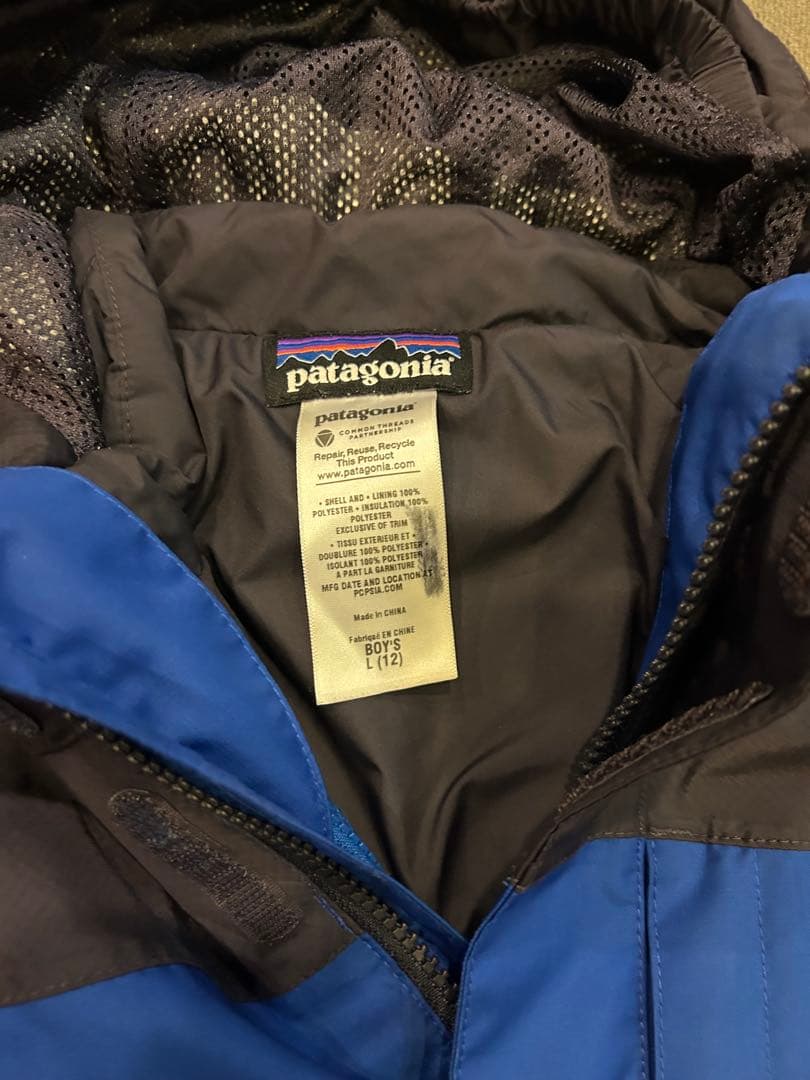 patagonia
patagonia
COMMON THREADS
PARTNERSHIP
Repair, Reuse, Recycle
This Product
www.patagonia.com
• SHELL AND • LINING 100%
POLYESTER • INSULATION 100%
POLYESTER
EXCLUSIVE OF TRIM
• TISSU EXTERIEUR ET •
DOUBLURE 100% POLYESTER •
ISOLANT 100% POLYESTER
A PART LA GARNITURE
MFG DATE AND LOCATION AT
PCPSIA.COM
Made in CHINA
Fabriqué EN CHINE
BOY'S
L (12)